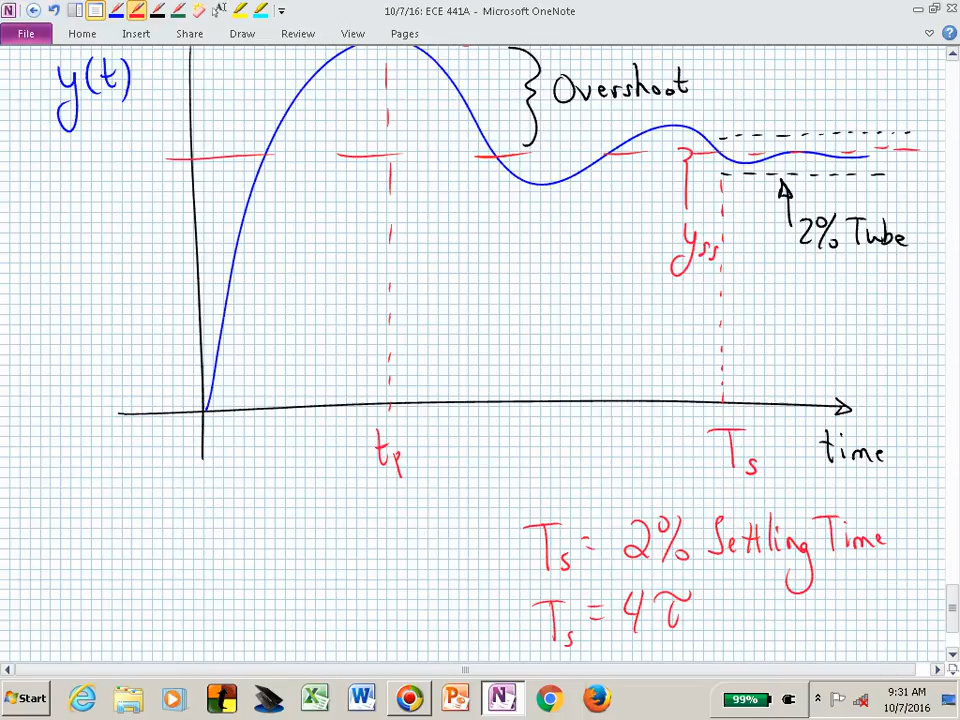 10/7/16: ECE 441A - Microsoft OneNote
File Home Insert Share Draw Review View Pages
y(t)
Overshoot
2% Tube
yss
tp
Ts
time
Ts = 2% Settling Time
Ts = 4 τ
Start
99%
9:31 AM
10/7/2016